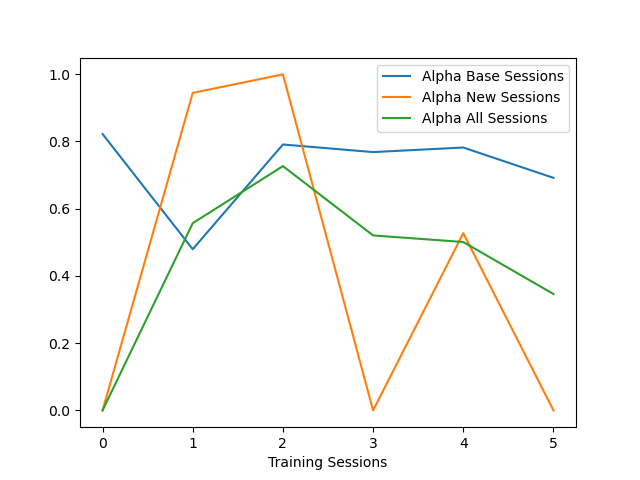 Alpha Base Sessions
Alpha New Sessions
Alpha All Sessions
1.0
0.8
0.6
0.4
0.2
0.0
0 1 2 3 4 5
Training Sessions